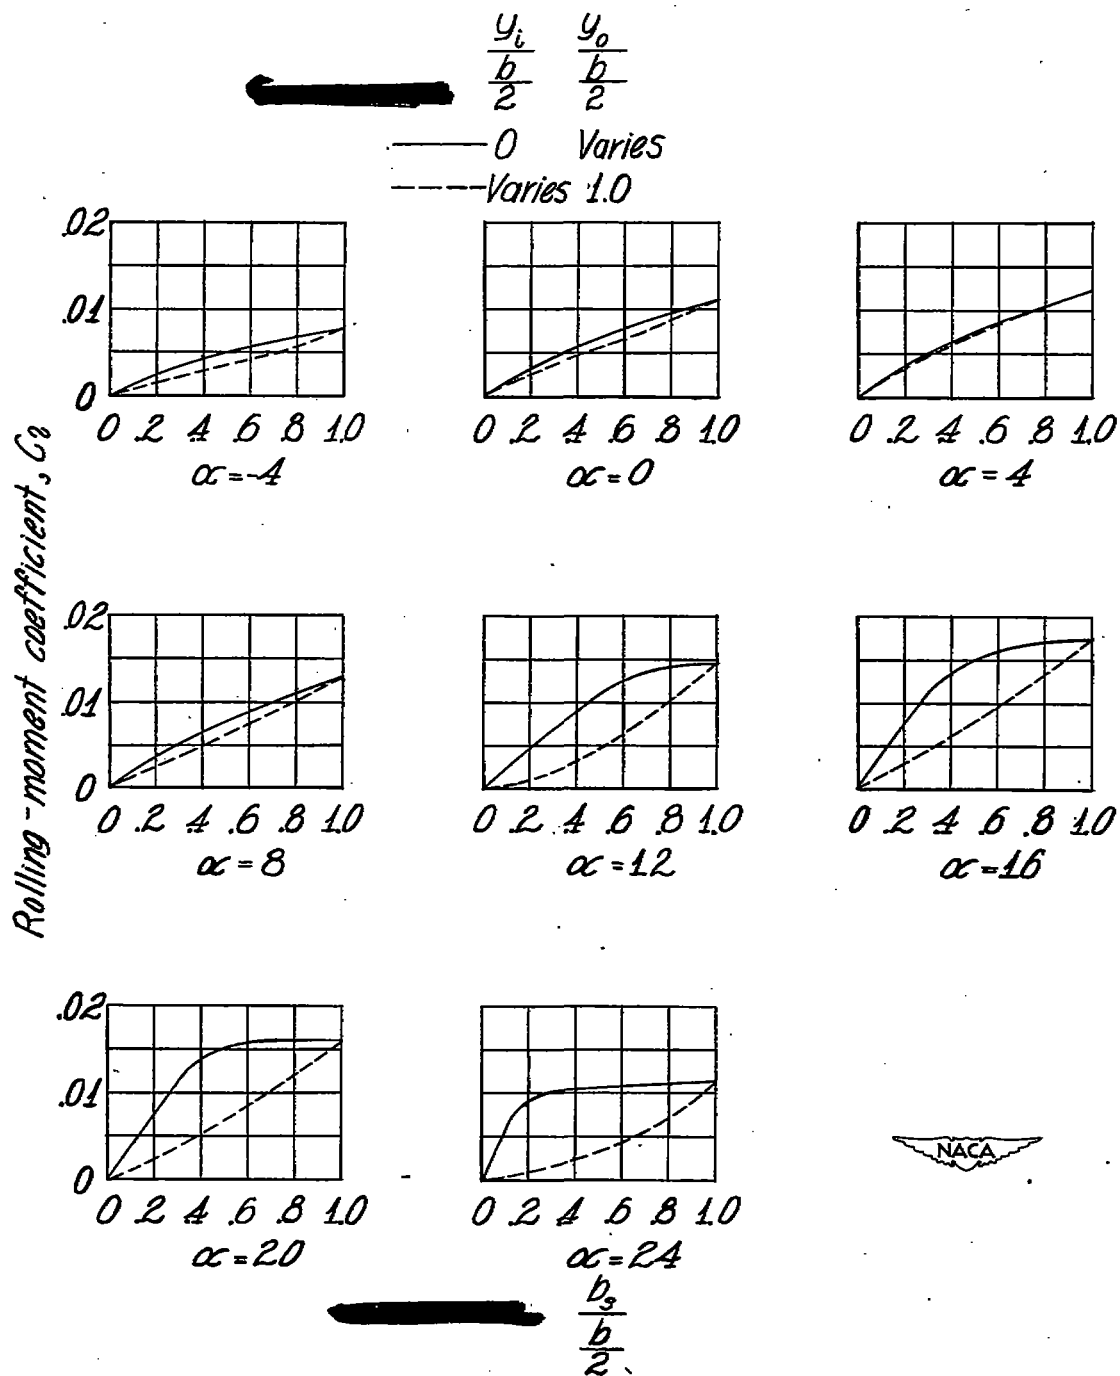 y_i y_o
b b
2 2
0 Varies
Varies 1.0
Rolling-moment coefficient, C_l
.02
.01
0
0 .2 .4 .6 .8 1.0
0 .2 .4 .6 .8 1.0
0 .2 .4 .6 .8 1.0
α=-4
α=0
α=4
.02
.01
0
0 .2 .4 .6 .8 1.0
0 .2 .4 .6 .8 1.0
0 .2 .4 .6 .8 1.0
α=8
α=12
α=16
.02
.01
0
0 .2 .4 .6 .8 1.0
0 .2 .4 .6 .8 1.0
α=20
α=24
NACA
b_s
b
2